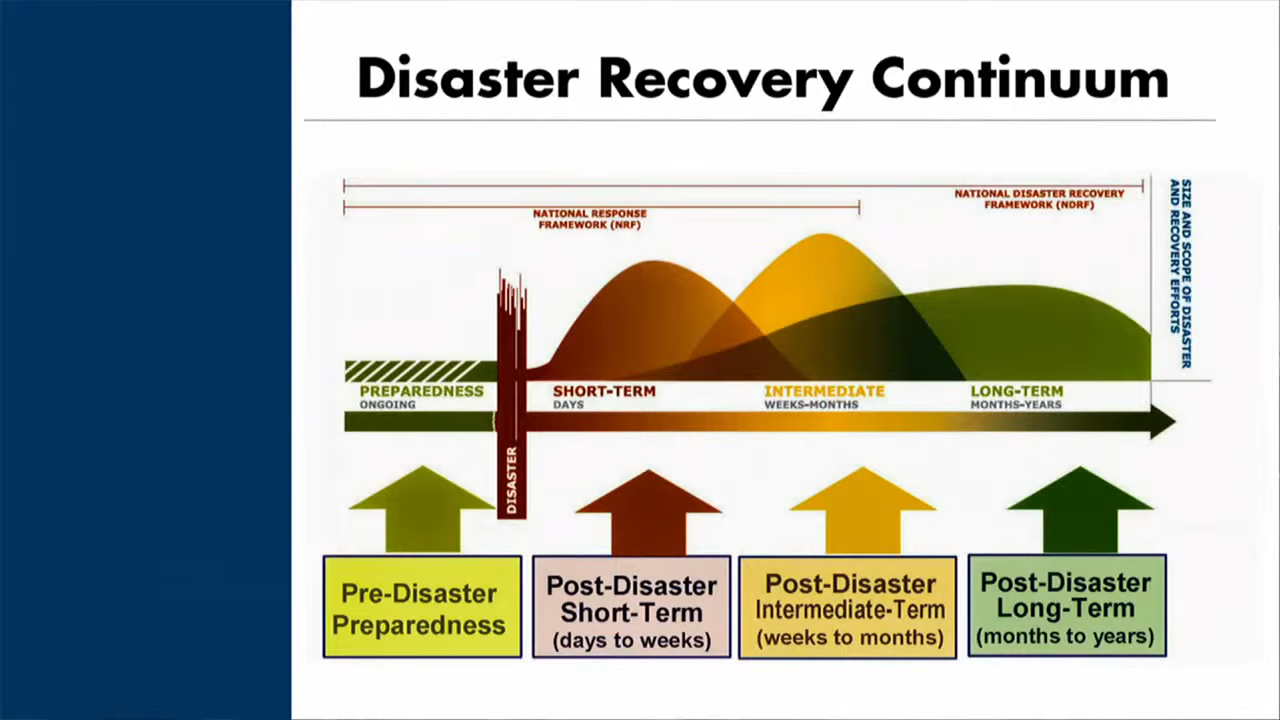 Disaster Recovery Continuum
NATIONAL DISASTER RECOVERY
FRAMEWORK (NDRF)
NATIONAL RESPONSE
FRAMEWORK (NRF)
SIZE AND SCOPE OF DISASTER
AND RECOVERY EFFORTS
PREPAREDNESS
ONGOING
SHORT-TERM
DAYS
INTERMEDIATE
WEEKS-MONTHS
LONG-TERM
MONTHS-YEARS
DISASTER
Pre-Disaster
Preparedness
Post-Disaster
Short-Term
(days to weeks)
Post-Disaster
Intermediate-Term
(weeks to months)
Post-Disaster
Long-Term
(months to years)